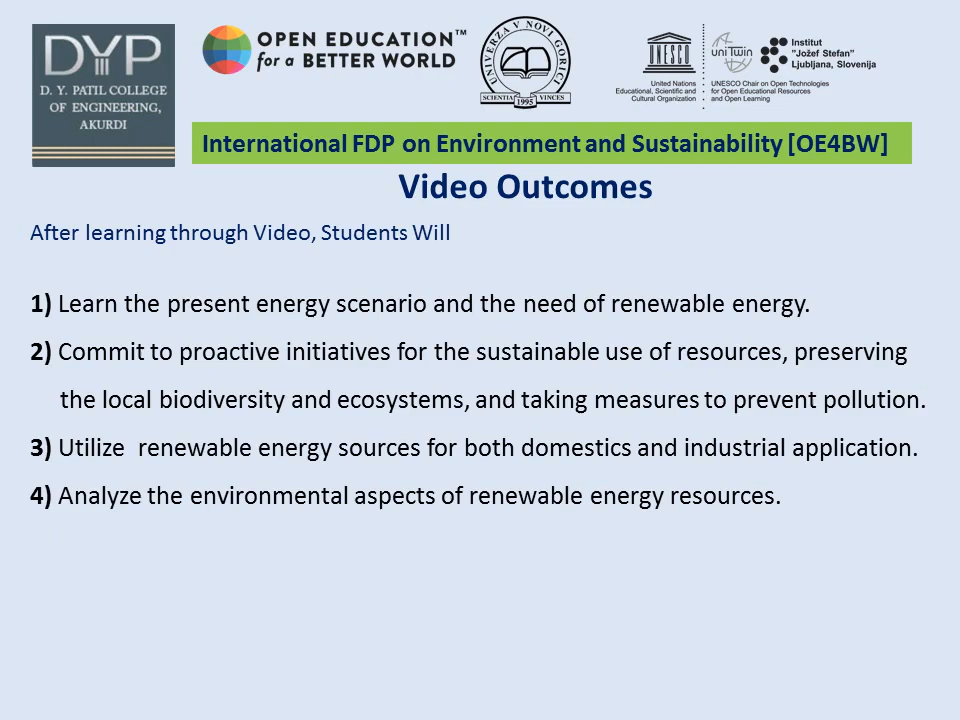 DYP
D. Y. PATIL COLLEGE
OF ENGINEERING,
AKURDI
OPEN EDUCATION™
for a BETTER WORLD
UNIVERZA V NOVI GORICI
SCIENTIA VINCES
1995
UNESCO
United Nations
Educational, Scientific and
Cultural Organization
uniTwin
Institut
"Jožef Stefan"
Ljubljana, Slovenija
UNESCO Chair on Open Technologies
for Open Educational Resources
and Open Learning
International FDP on Environment and Sustainability [OE4BW]
Video Outcomes
After learning through Video, Students Will
1) Learn the present energy scenario and the need of renewable energy.
2) Commit to proactive initiatives for the sustainable use of resources, preserving
the local biodiversity and ecosystems, and taking measures to prevent pollution.
3) Utilize  renewable energy sources for both domestics and industrial application.
4) Analyze the environmental aspects of renewable energy resources.